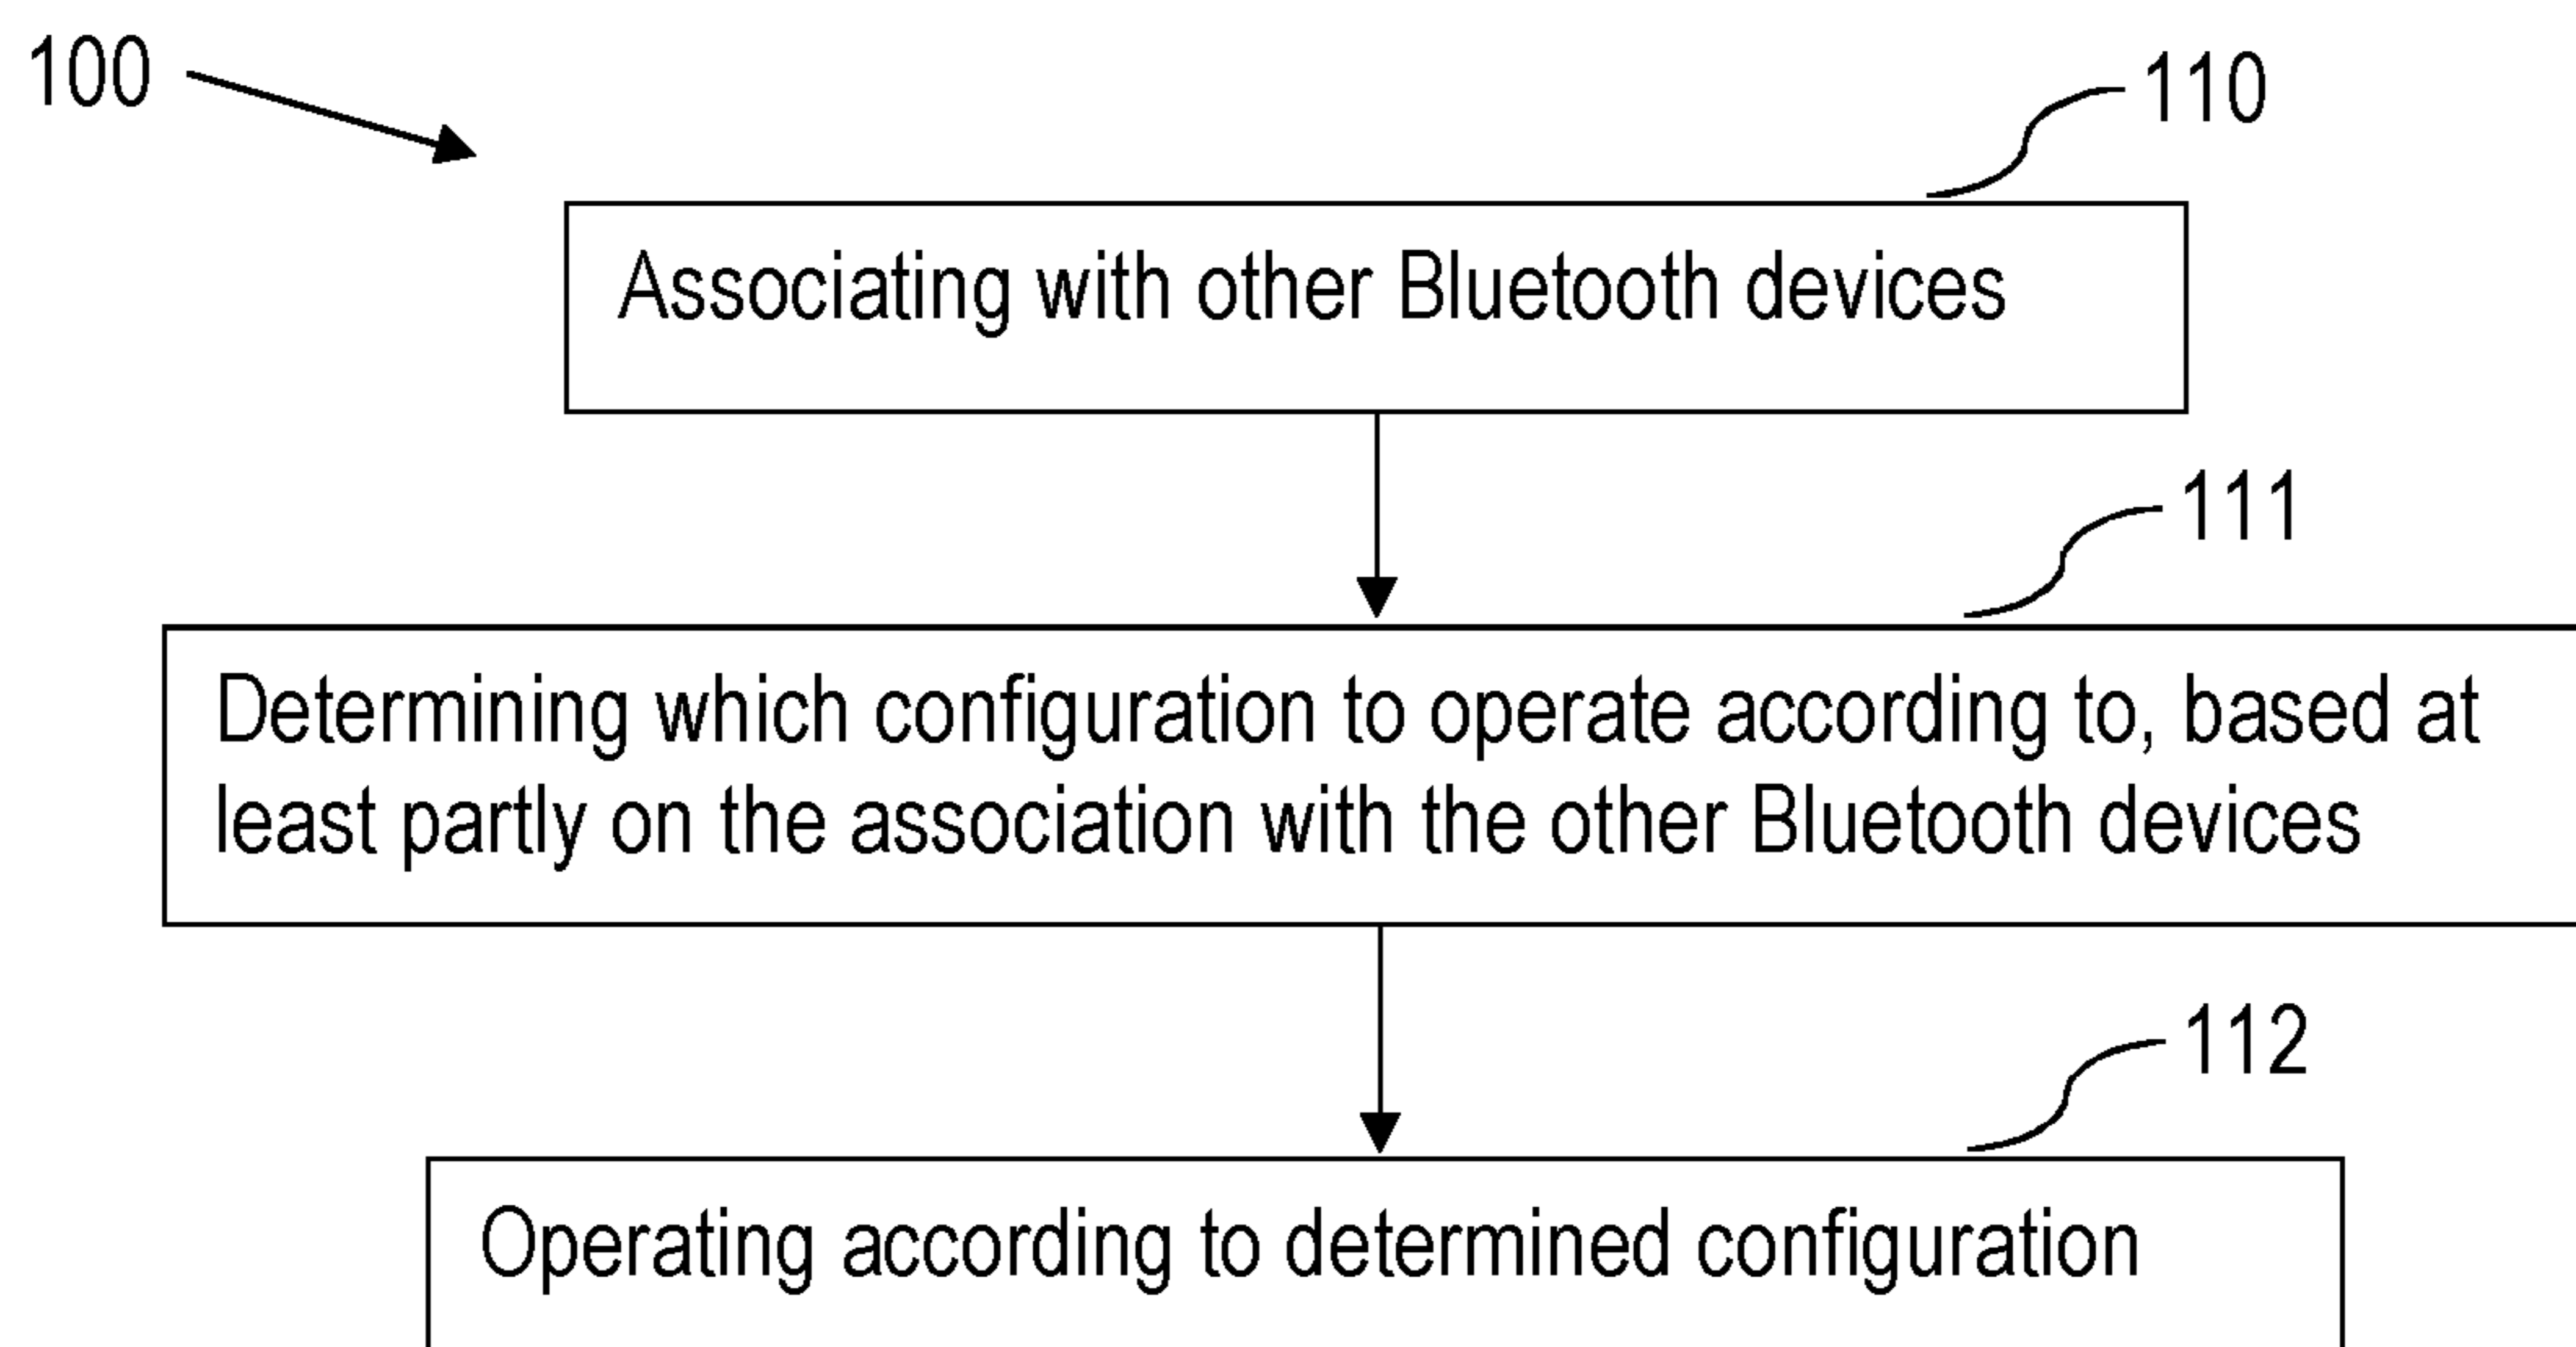 100
110
Associating with other Bluetooth devices
111
Determining which configuration to operate according to, based at
least partly on the association with the other Bluetooth devices
112
Operating according to determined configuration